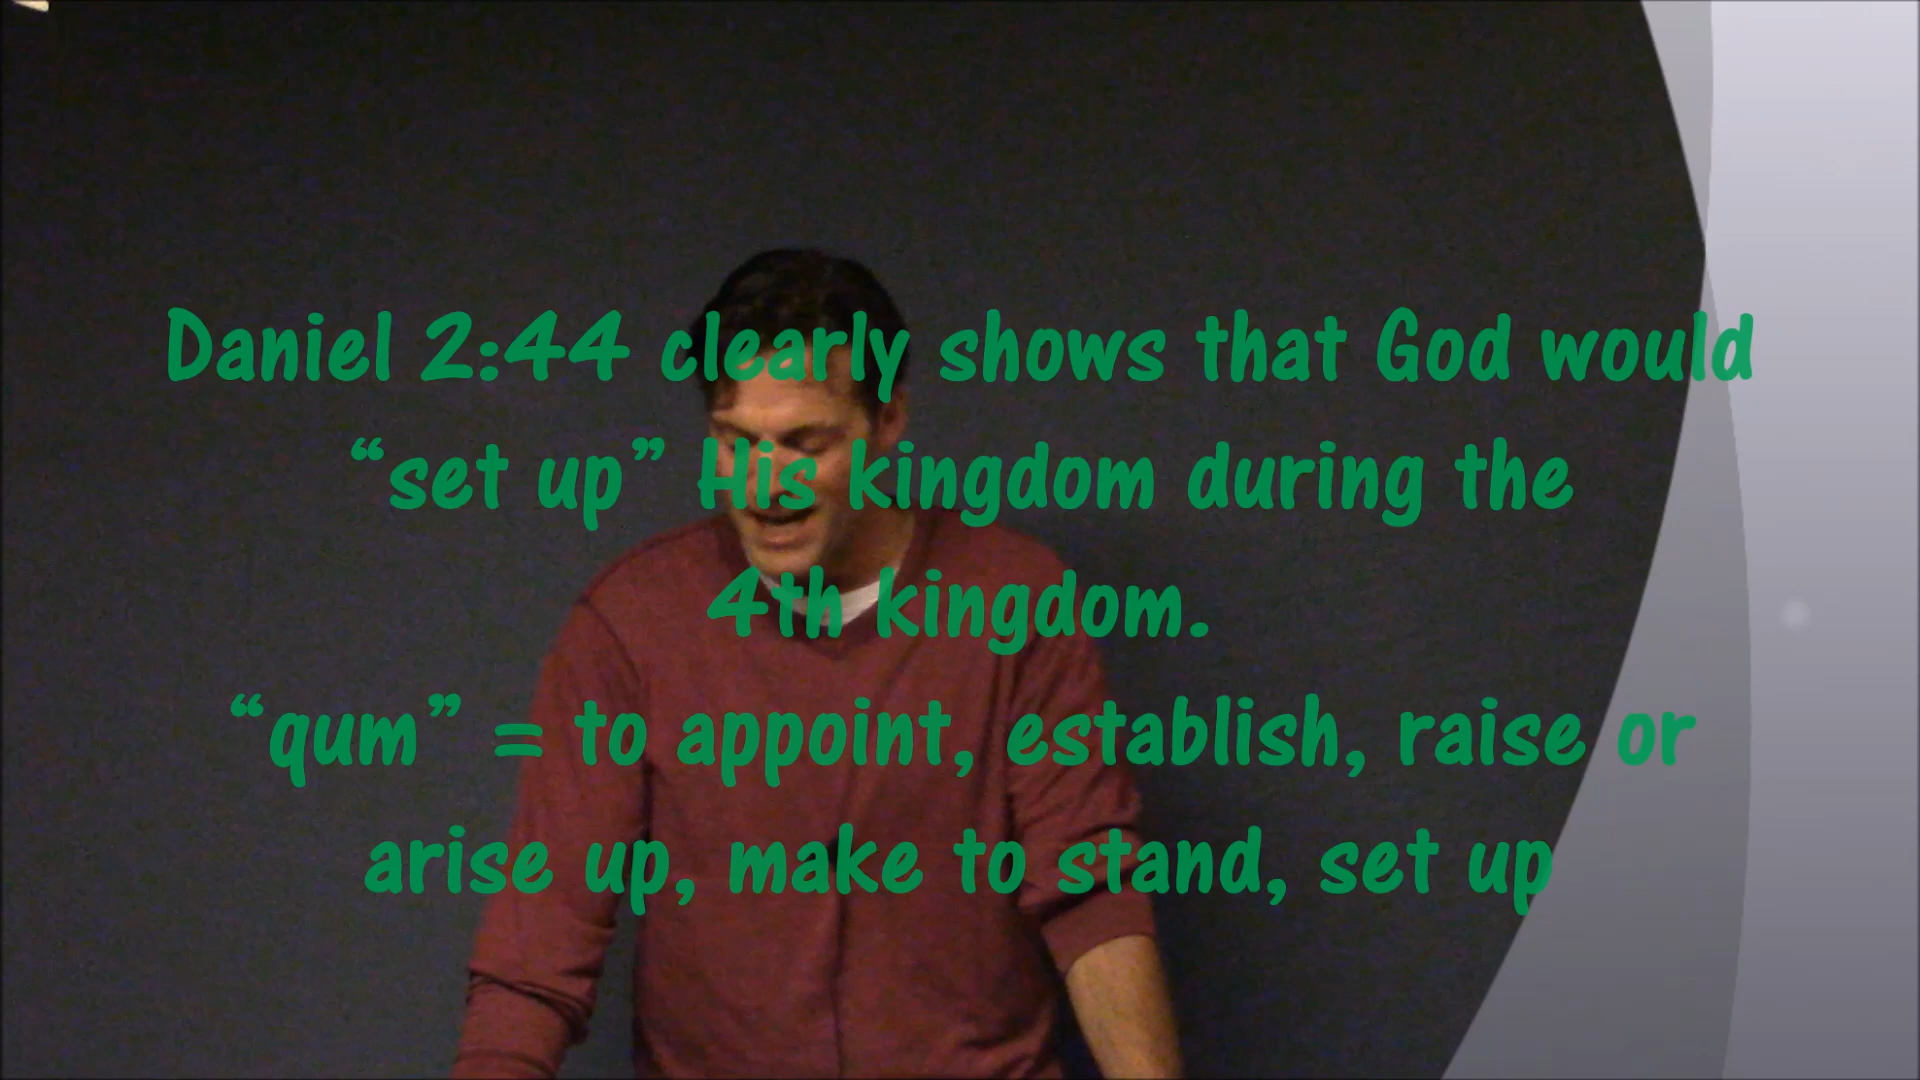 Daniel 2:44 clearly shows that God would
“set up” His kingdom during the
4th kingdom.
“qum” = to appoint, establish, raise or
arise up, make to stand, set up